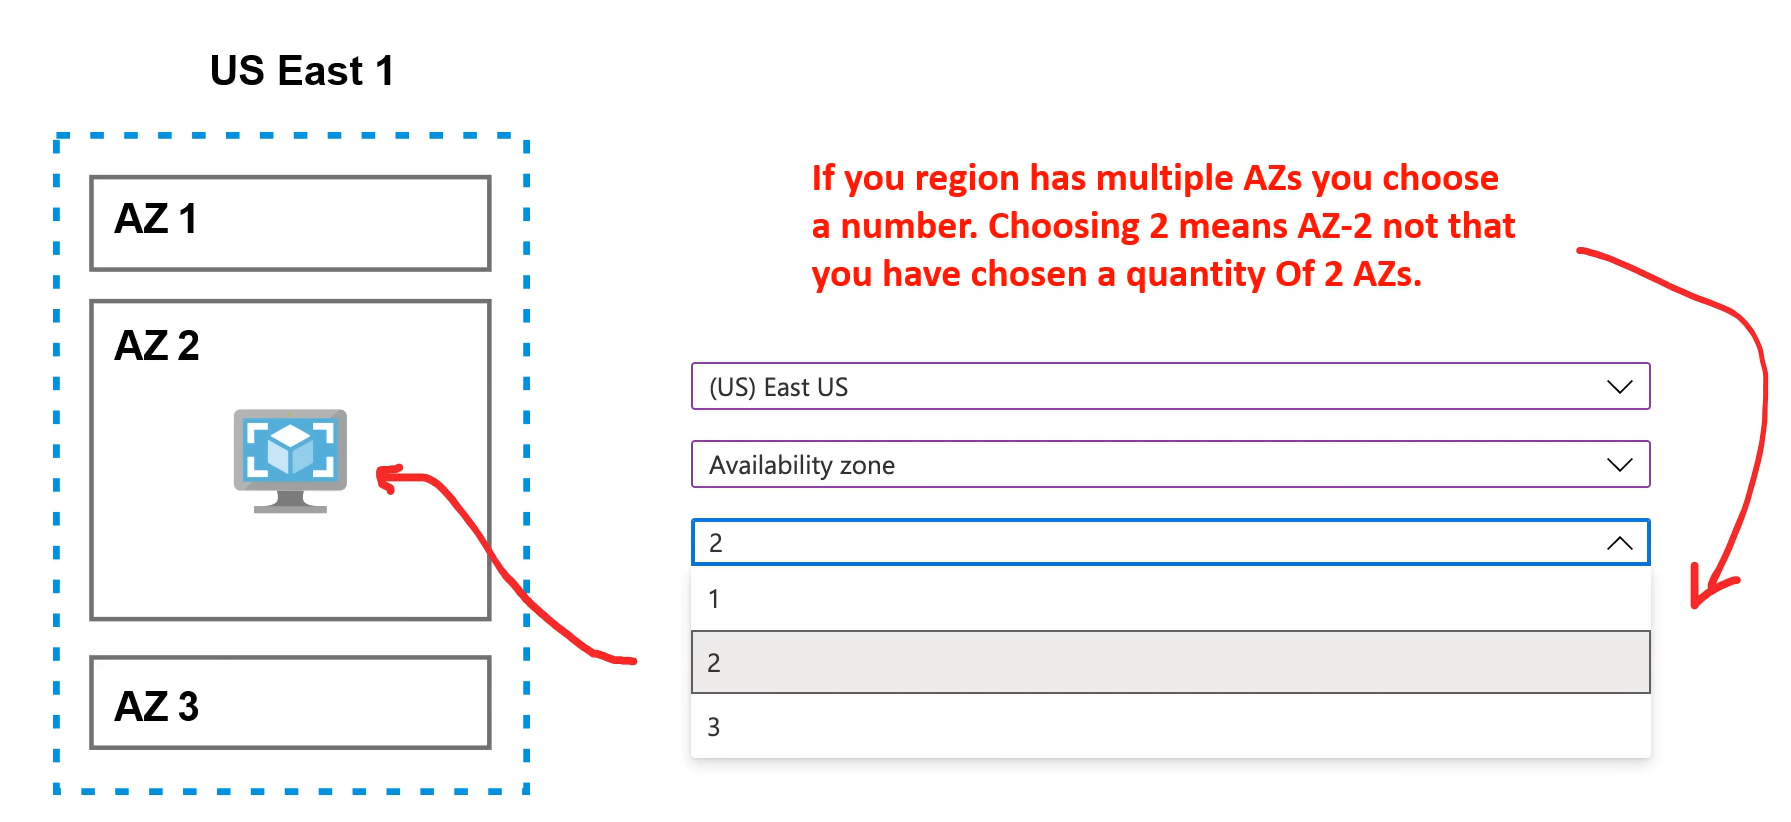 US East 1
AZ 1
AZ 2
AZ 3
If you region has multiple AZs you choose
a number. Choosing 2 means AZ-2 not that
you have chosen a quantity Of 2 AZs.
(US) East US
Availability zone
2
1
2
3